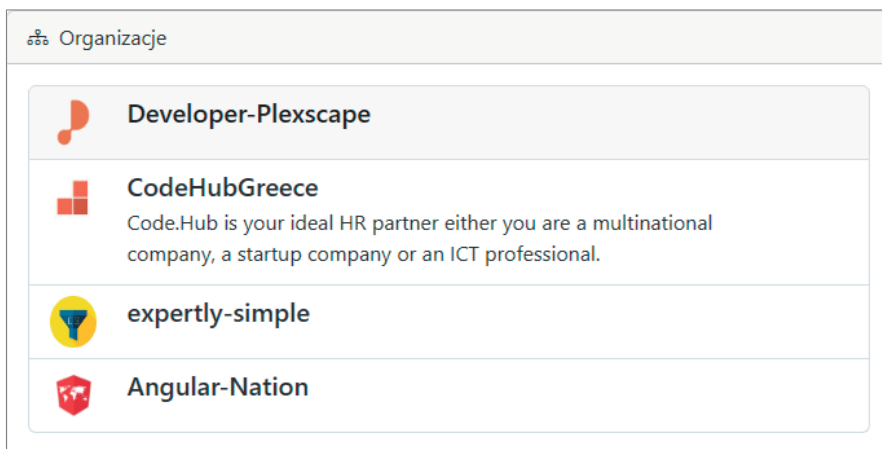 Organizacje
Developer-Plexscape
CodeHubGreece
Code.Hub is your ideal HR partner either you are a multinational
company, a startup company or an ICT professional.
expertly-simple
Angular-Nation